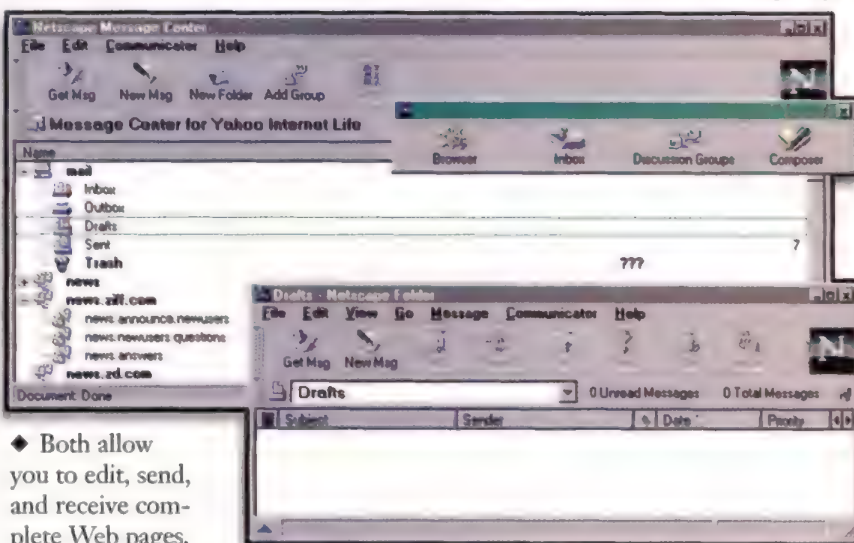 Netscape Message Center
File Edit Communicator Help
Get Msg New Msg New Folder Add Group
Message Center for Yahoo Internet Life
Name
mail
Inbox
Outbox
Drafts
Sent 7
Trash ???
news
news.ziff.com
news.announce.newusers
news.newusers.questions
news.answers
news.zd.com
Document: Done
N
Browser Inbox Discussion Groups Composer
Drafts - Netscape Folder
File Edit View Go Message Communicator Help
Get Msg New Msg
N
Drafts 0 Unread Messages 0 Total Messages
Subject Sender Date Priority
◆ Both allow
you to edit, send,
and receive com-
plete Web pages.